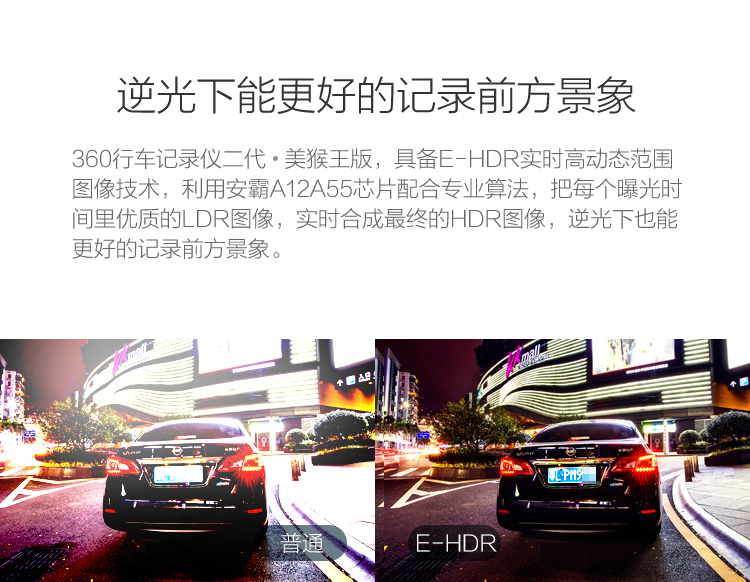 逆光下能更好的记录前方景象
360行车记录仪二代•美猴王版，具备E-HDR实时高动态范围
图像技术，利用安霸A12A55芯片配合专业算法，把每个曝光时
间里优质的LDR图像，实时合成最终的HDR图像，逆光下也能
更好的记录前方景象。
mall
mall
普通
E-HDR